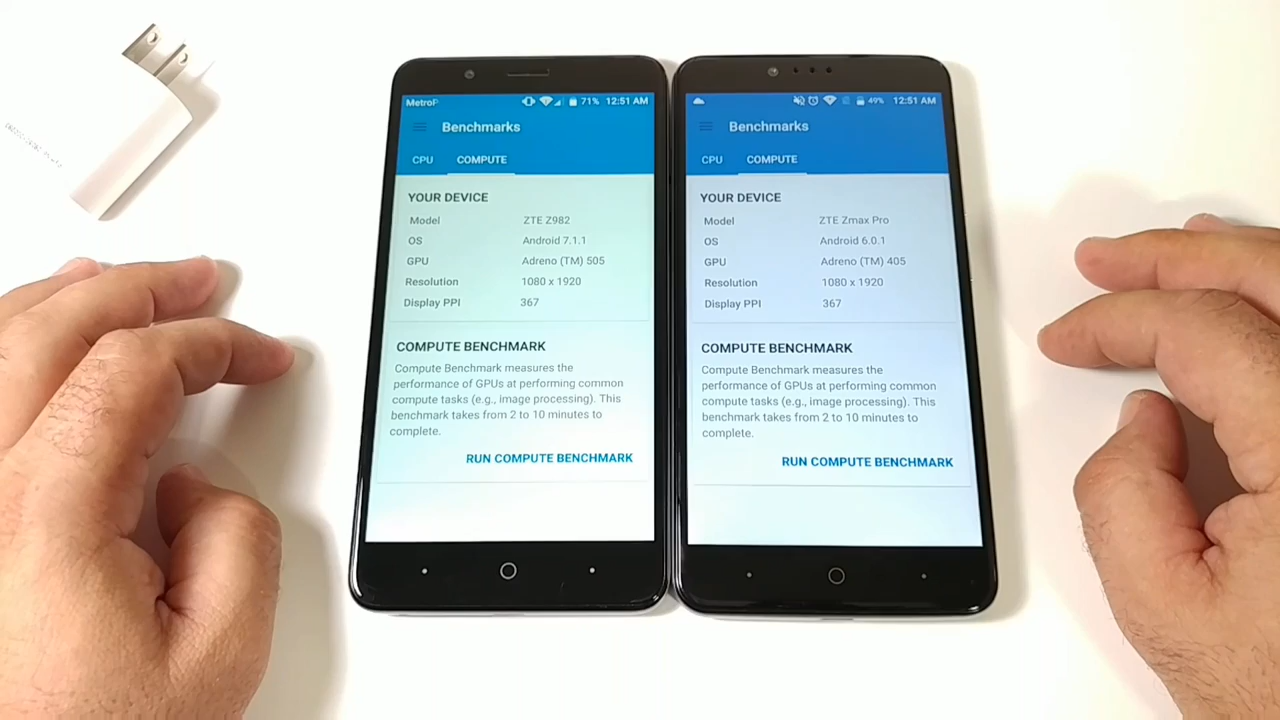 MetroP
71% 12:51 AM
Benchmarks
CPU COMPUTE
YOUR DEVICE
Model ZTE Z982
OS Android 7.1.1
GPU Adreno (TM) 505
Resolution 1080 x 1920
Display PPI 367
COMPUTE BENCHMARK
Compute Benchmark measures the
performance of GPUs at performing common
compute tasks (e.g., image processing). This
benchmark takes from 2 to 10 minutes to
complete.
RUN COMPUTE BENCHMARK
49% 12:51 AM
Benchmarks
CPU COMPUTE
YOUR DEVICE
Model ZTE Zmax Pro
OS Android 6.0.1
GPU Adreno (TM) 405
Resolution 1080 x 1920
Display PPI 367
COMPUTE BENCHMARK
Compute Benchmark measures the
performance of GPUs at performing common
compute tasks (e.g., image processing). This
benchmark takes from 2 to 10 minutes to
complete.
RUN COMPUTE BENCHMARK